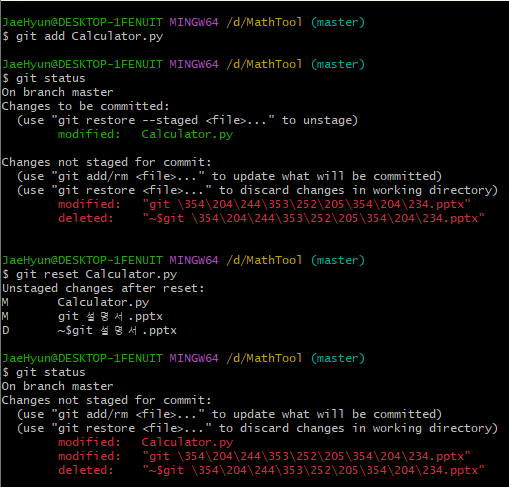 JaeHyun@DESKTOP-1FENUIT MINGW64 /d/MathTool (master)
$ git add Calculator.py
JaeHyun@DESKTOP-1FENUIT MINGW64 /d/MathTool (master)
$ git status
On branch master
Changes to be committed:
  (use "git restore --staged <file>..." to unstage)
        modified:   Calculator.py
Changes not staged for commit:
  (use "git add/rm <file>..." to update what will be committed)
  (use "git restore <file>..." to discard changes in working directory)
        modified:   "git \354\204\244\353\252\205\354\204\234.pptx"
        deleted:    "~$git \354\204\244\353\252\205\354\204\234.pptx"
JaeHyun@DESKTOP-1FENUIT MINGW64 /d/MathTool (master)
$ git reset Calculator.py
Unstaged changes after reset:
M       Calculator.py
M       git 설명서.pptx
D       ~$git 설명서.pptx
JaeHyun@DESKTOP-1FENUIT MINGW64 /d/MathTool (master)
$ git status
On branch master
Changes not staged for commit:
  (use "git add/rm <file>..." to update what will be committed)
  (use "git restore <file>..." to discard changes in working directory)
        modified:   Calculator.py
        modified:   "git \354\204\244\353\252\205\354\204\234.pptx"
        deleted:    "~$git \354\204\244\353\252\205\354\204\234.pptx"